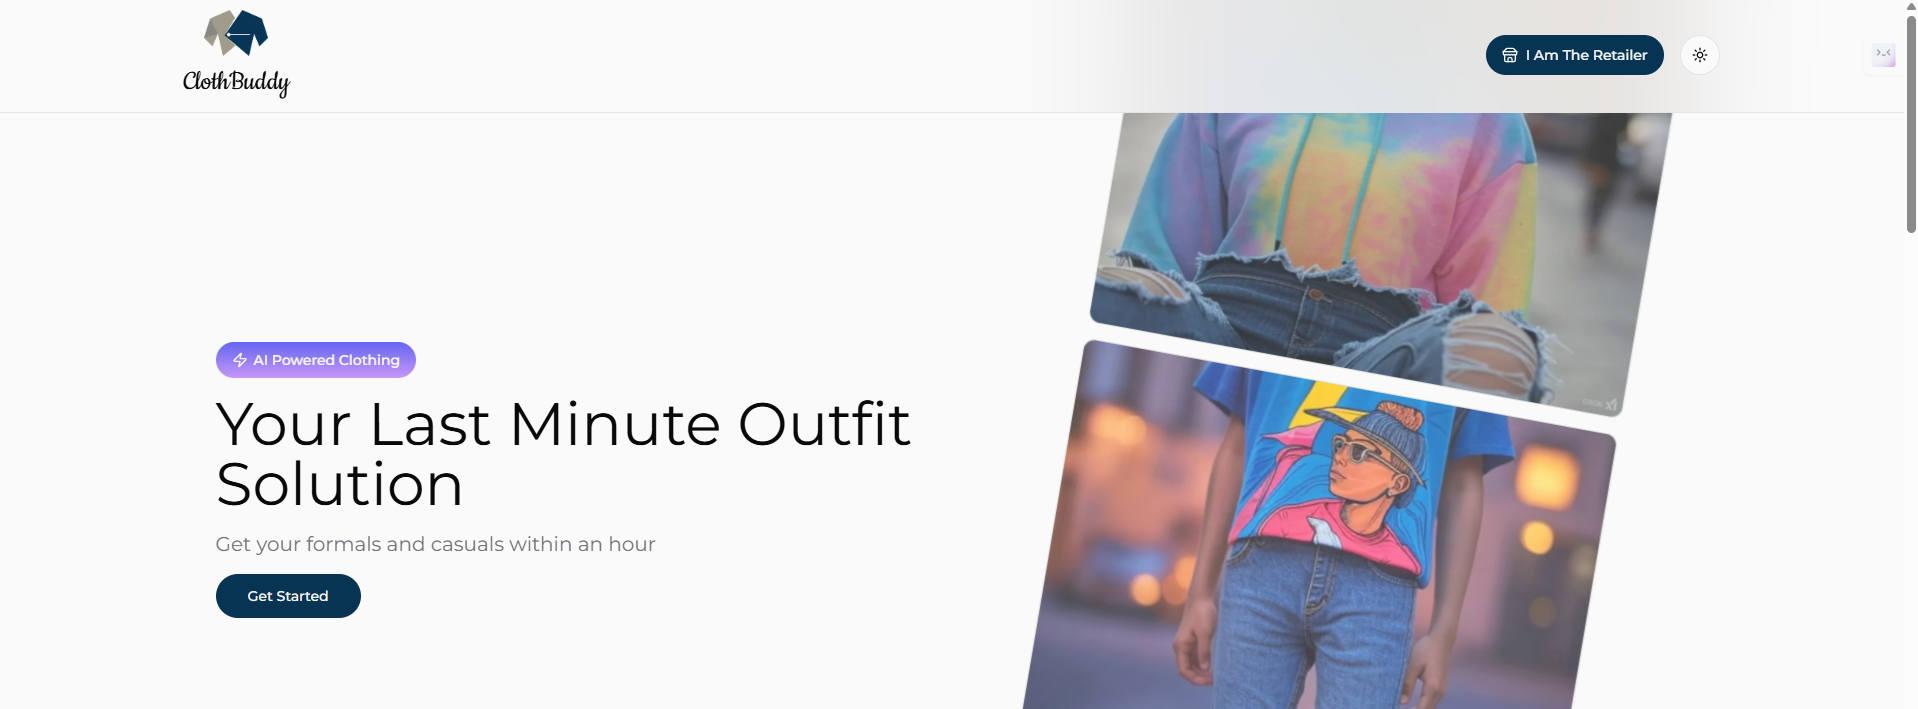 ClothBuddy
I Am The Retailer
AI Powered Clothing
Your Last Minute Outfit
Solution
Get your formals and casuals within an hour
Get Started